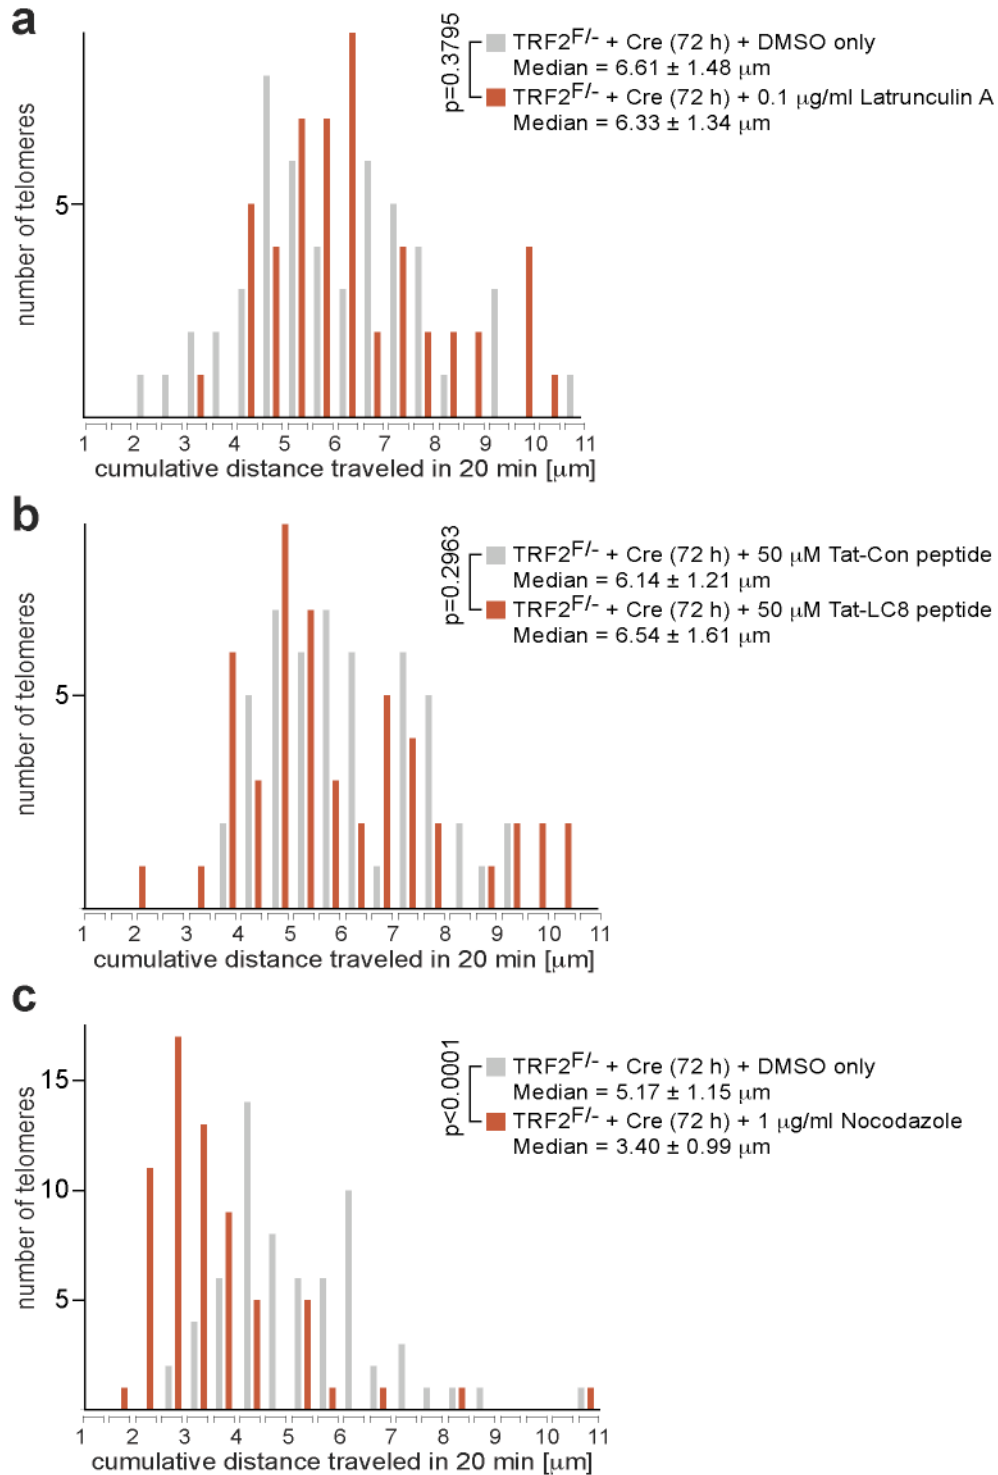 a
p=0.3795
TRF2F/- + Cre (72 h) + DMSO only
Median = 6.61 ± 1.48 μm
TRF2F/- + Cre (72 h) + 0.1 μg/ml Latrunculin A
Median = 6.33 ± 1.34 μm
number of telomeres
5
1 2 3 4 5 6 7 8 9 10 11
cumulative distance traveled in 20 min [μm]
b
p=0.2963
TRF2F/- + Cre (72 h) + 50 μM Tat-Con peptide
Median = 6.14 ± 1.21 μm
TRF2F/- + Cre (72 h) + 50 μM Tat-LC8 peptide
Median = 6.54 ± 1.61 μm
number of telomeres
5
1 2 3 4 5 6 7 8 9 10 11
cumulative distance traveled in 20 min [μm]
c
p<0.0001
TRF2F/- + Cre (72 h) + DMSO only
Median = 5.17 ± 1.15 μm
TRF2F/- + Cre (72 h) + 1 μg/ml Nocodazole
Median = 3.40 ± 0.99 μm
number of telomeres
15
10
5
1 2 3 4 5 6 7 8 9 10 11
cumulative distance traveled in 20 min [μm]